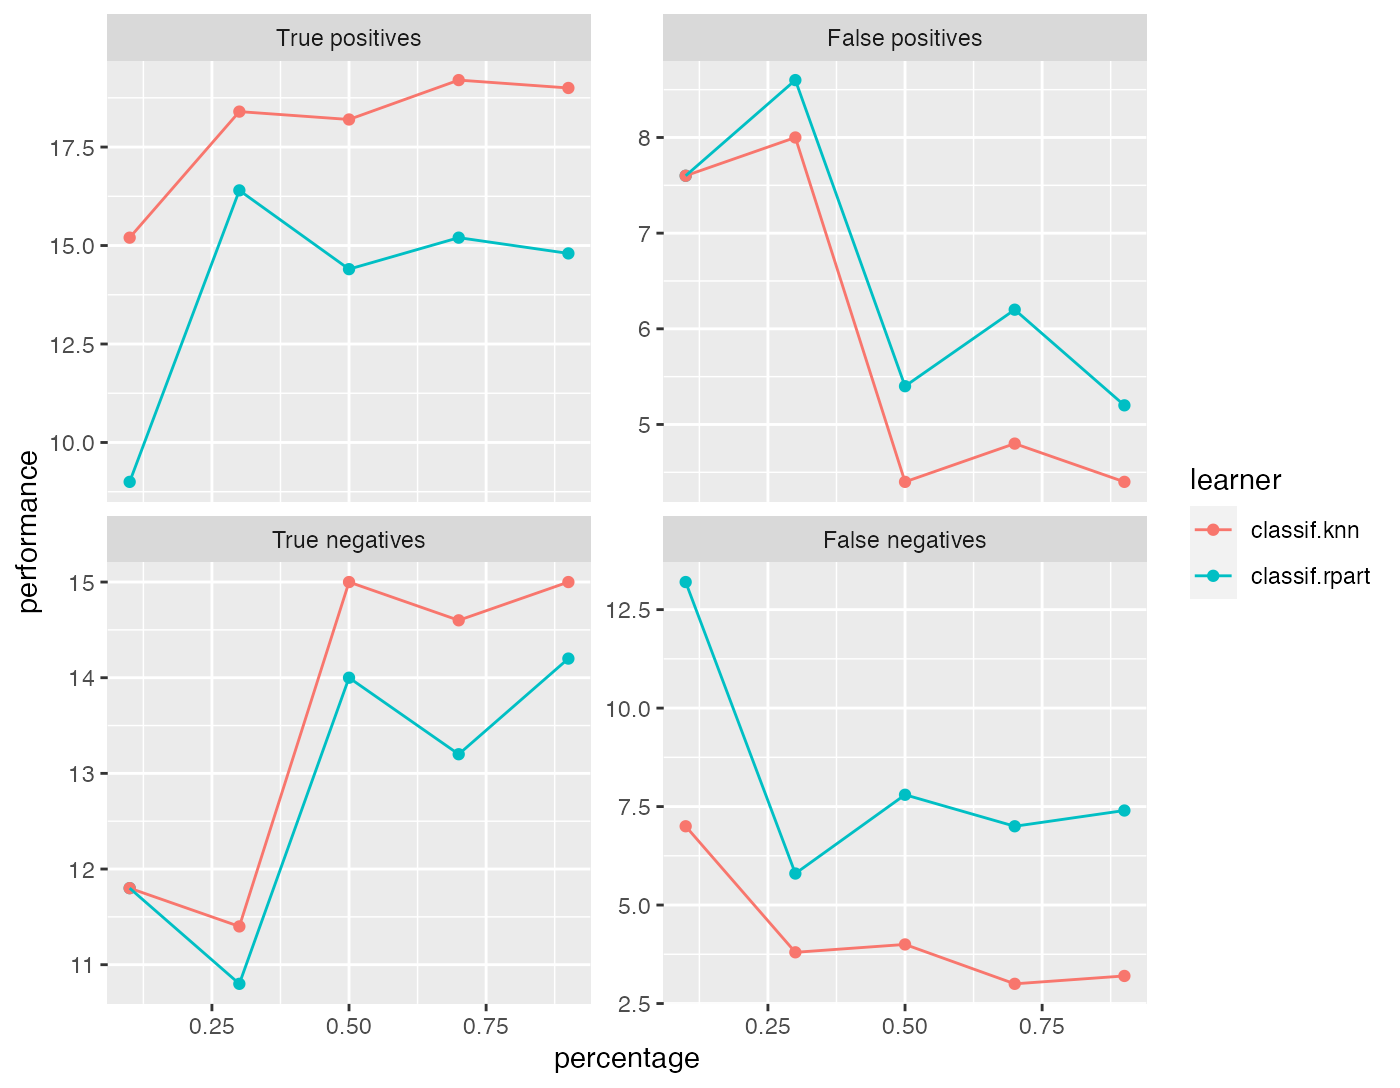 True positives
False positives
17.5
15.0
12.5
10.0
8
7
6
5
True negatives
False negatives
15
14
13
12
11
12.5
10.0
7.5
5.0
2.5
0.25 0.50 0.75
0.25 0.50 0.75
percentage
performance
learner
classif.knn
classif.rpart